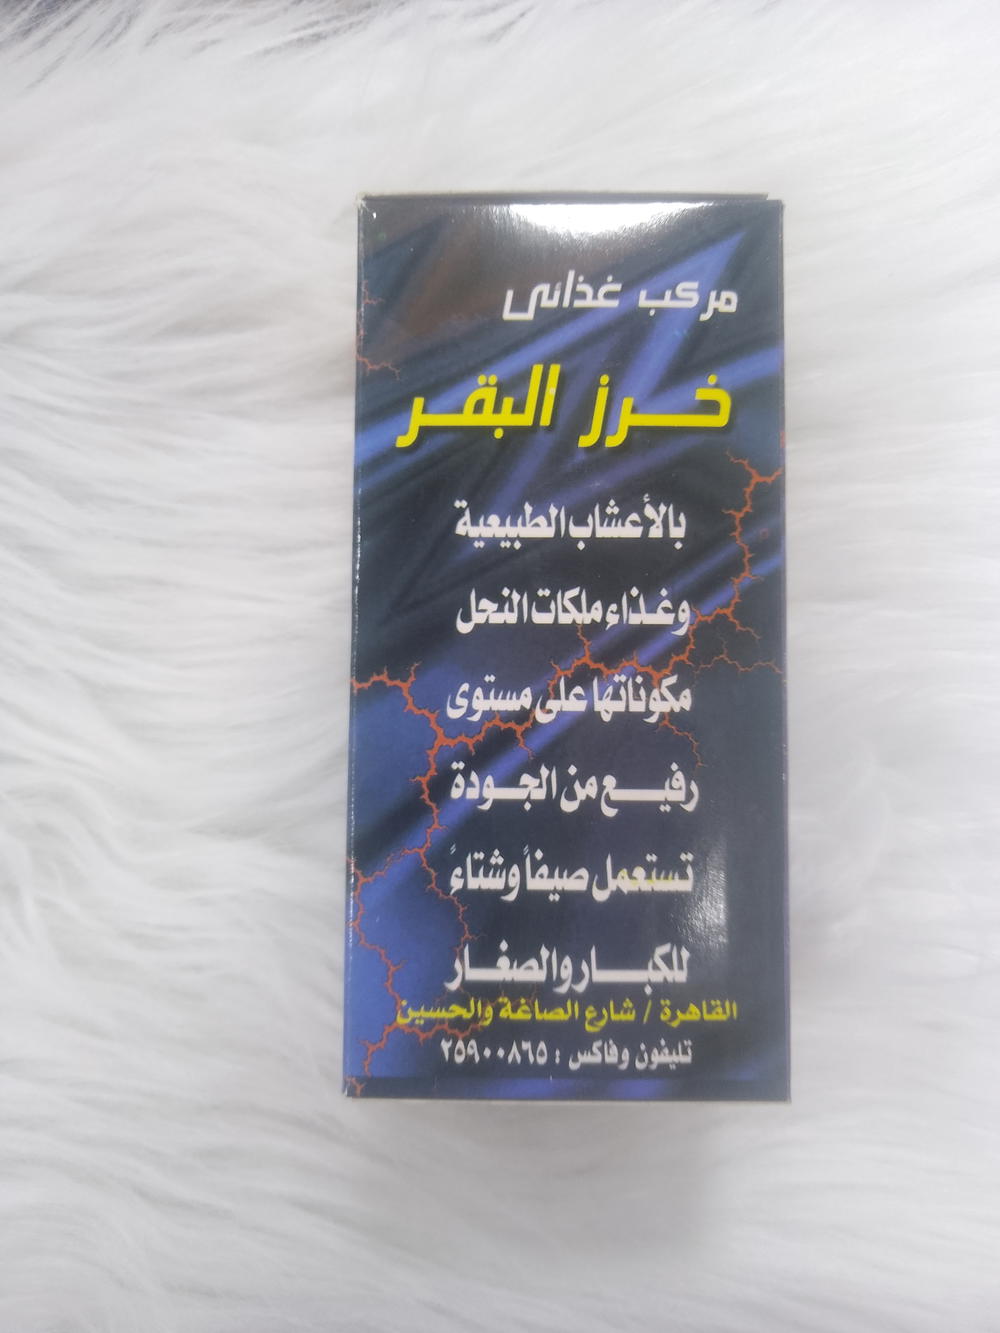 مركب غذائى
خرز البقر
بالأعشاب الطبيعية
وغذاء ملكات النحل
مكوناتها على مستوى
رفيع من الجودة
تستعمل صيفاً وشتاءً
للكبار والصغار
القاهرة / شارع الصاغة والحسين
تليفون وفاكس : ٢٥٩٠٠٨٦٥